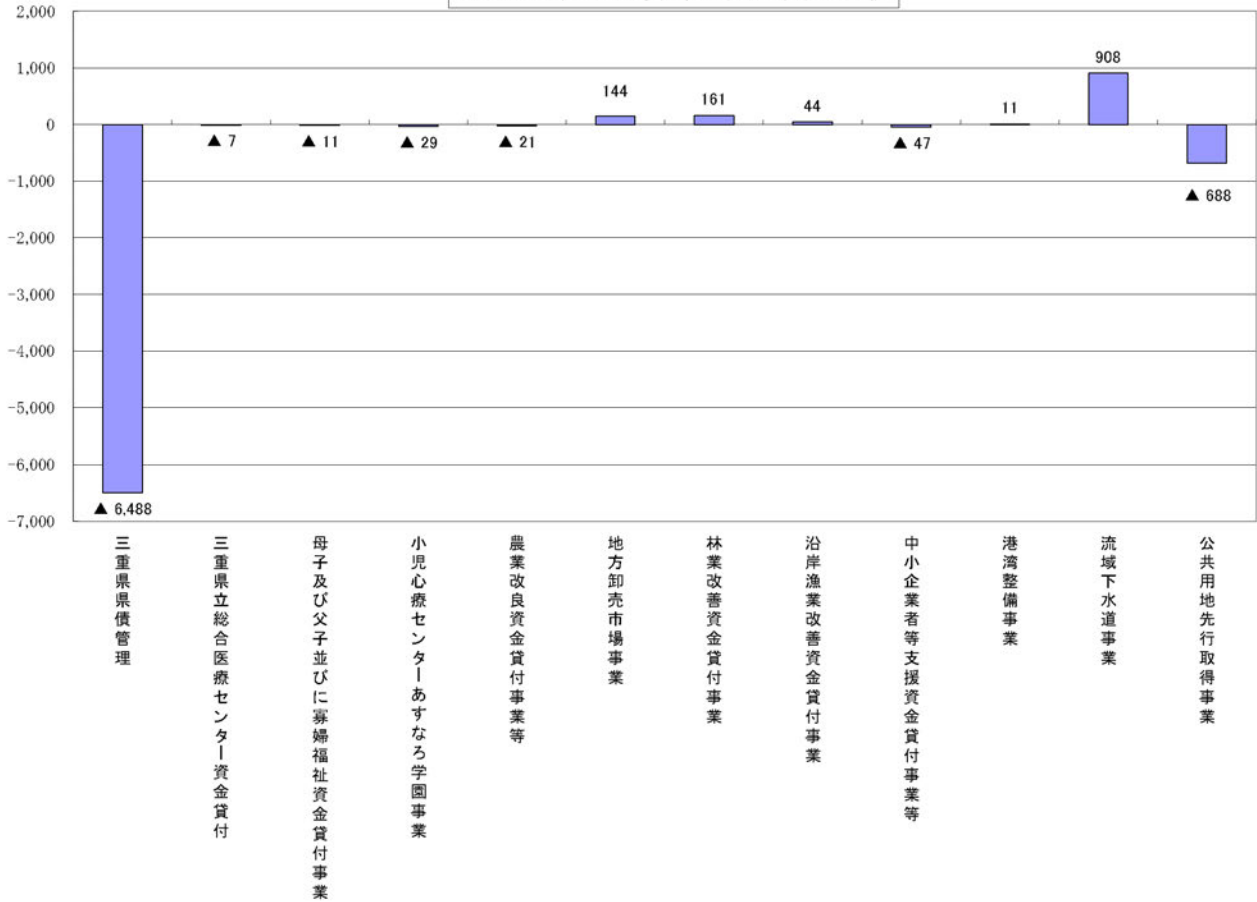 2,000
1,000
0
-1,000
-2,000
-3,000
-4,000
-5,000
-6,000
-7,000
▲ 6,488
▲ 7
▲ 11
▲ 29
▲ 21
144
161
44
▲ 47
11
908
▲ 688
三重県県債管理
三重県立総合医療センター資金貸付
母子及び父子並びに寡婦福祉資金貸付事業
小児心療センターあすなろ学園事業
農業改良資金貸付事業等
地方卸売市場事業
林業改善資金貸付事業
沿岸漁業改善資金貸付事業
中小企業者等支援資金貸付事業等
港湾整備事業
流域下水道事業
公共用地先行取得事業